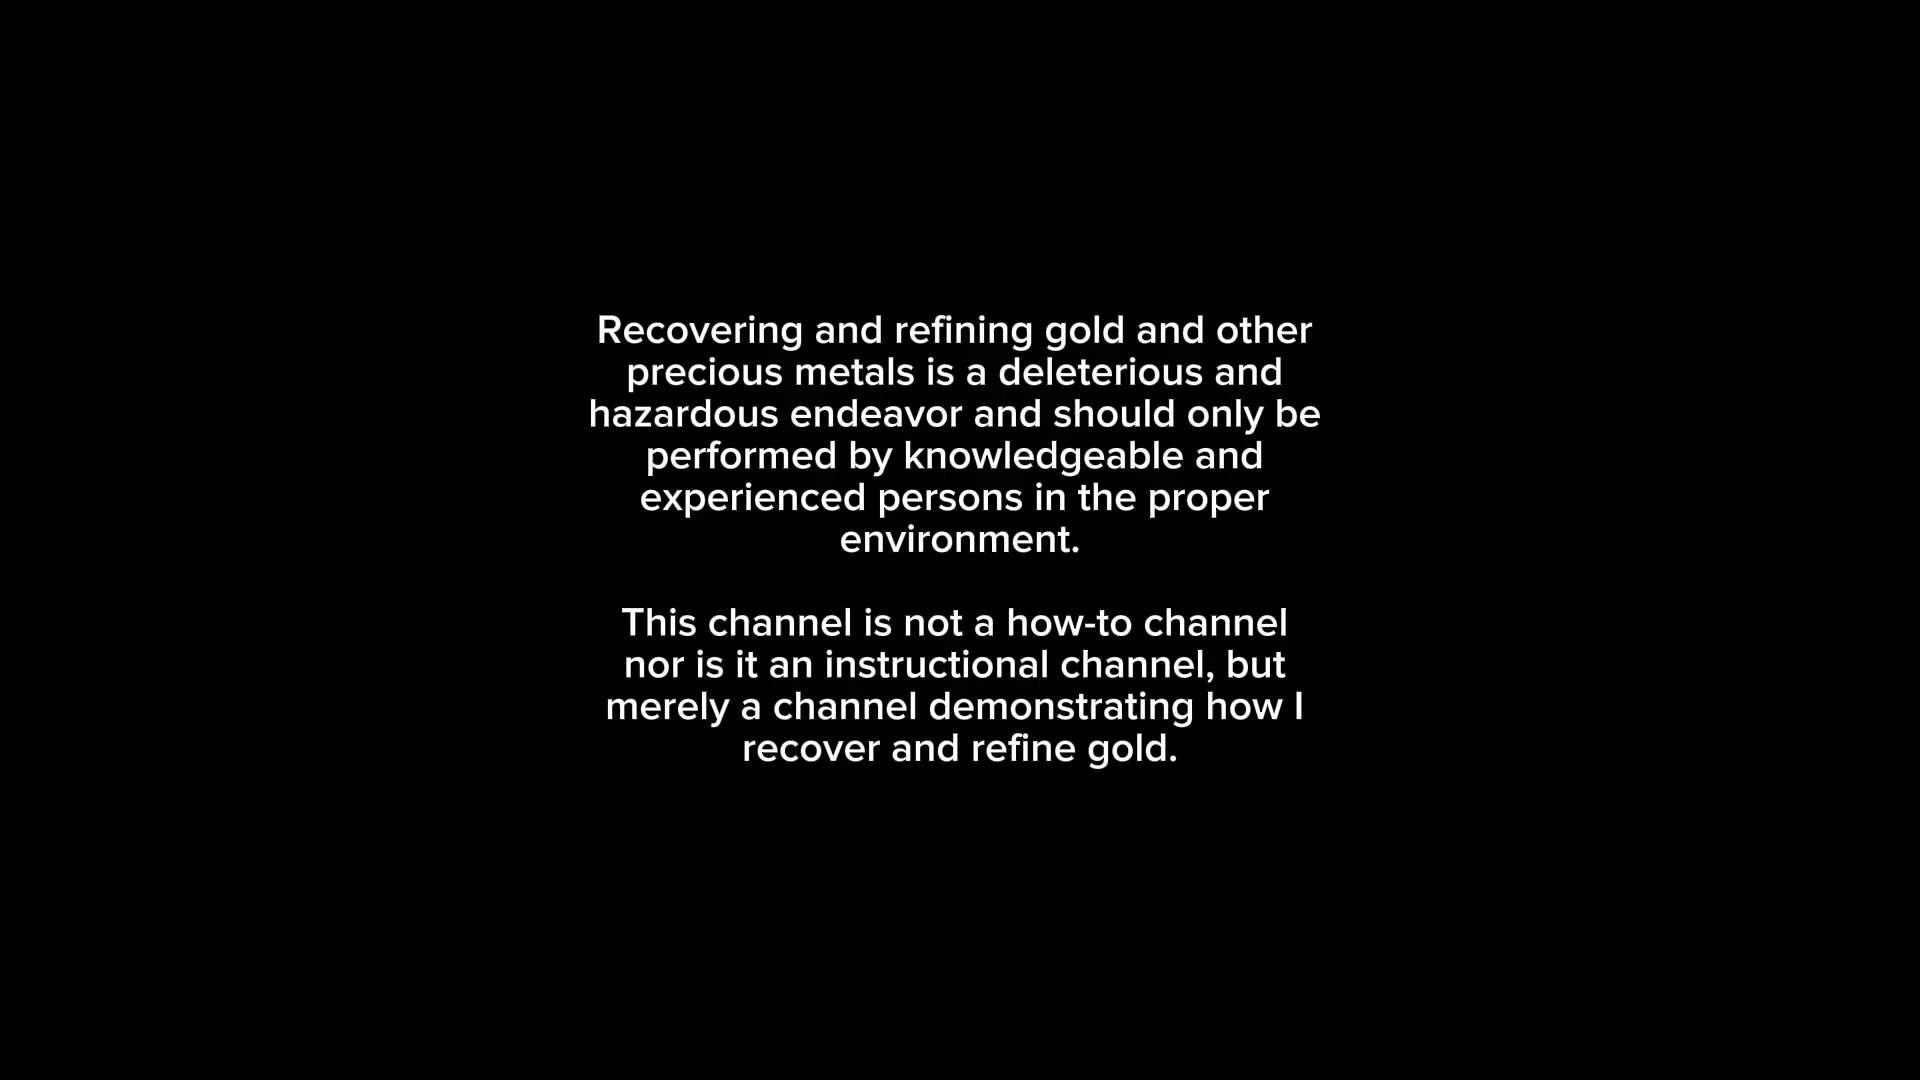 Recovering and refining gold and other
precious metals is a deleterious and
hazardous endeavor and should only be
performed by knowledgeable and
experienced persons in the proper
environment.
This channel is not a how-to channel
nor is it an instructional channel, but
merely a channel demonstrating how I
recover and refine gold.